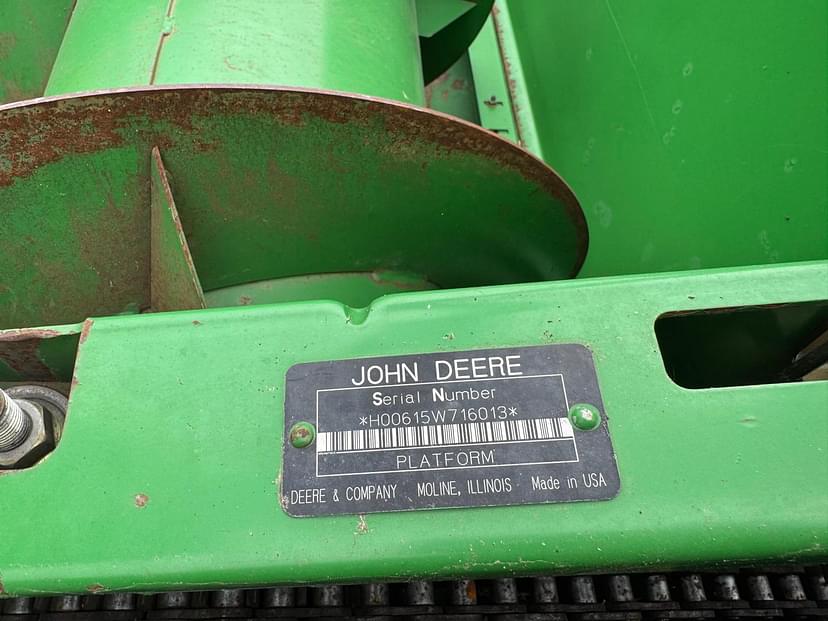 JOHN DEERE
Serial Number
*H00615W716013*
PLATFORM
DEERE & COMPANY MOLINE, ILLINOIS Made in USA